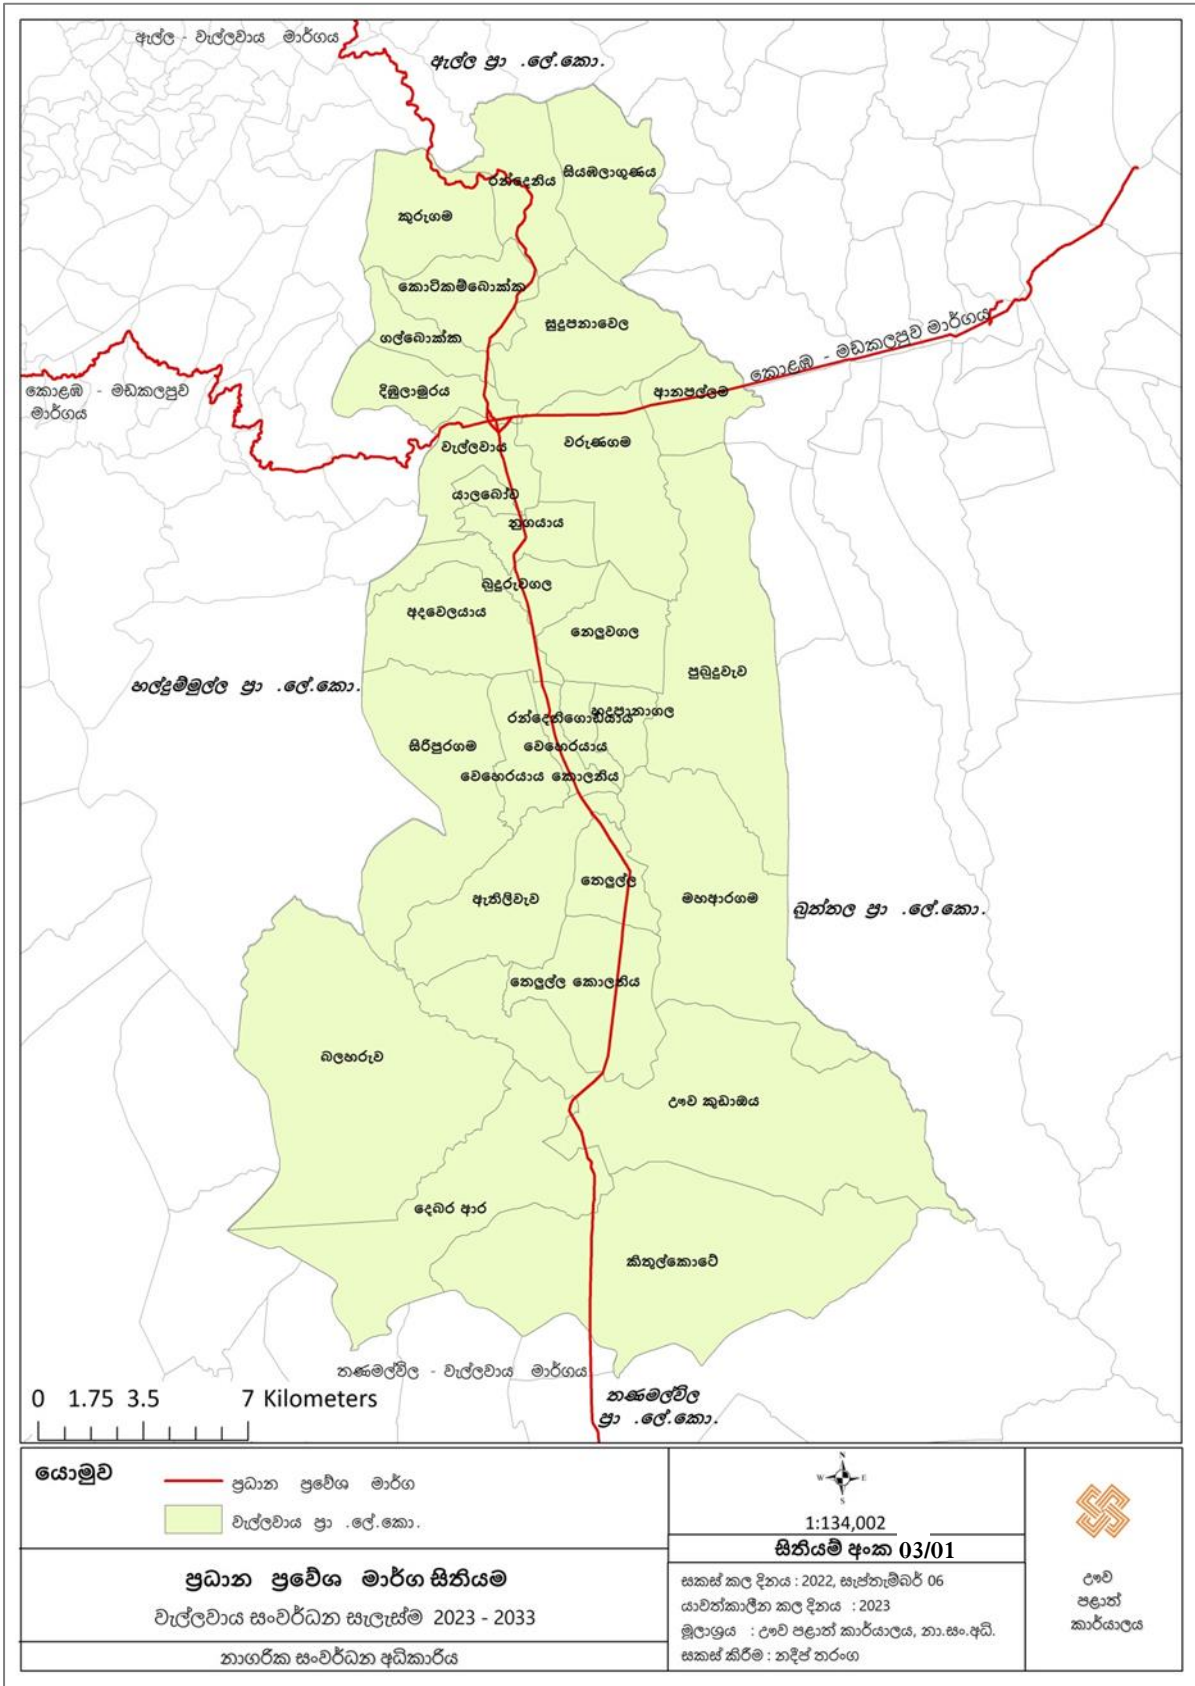 ඇල්ල - වැල්ලවාය මාර්ගය
ඇල්ල ප්‍රා .ලේ.කො.
සියඹලාගුණය
රන්දෙනිය
කුරුගම
කොටිකම්බොක්ක
සුදුපනාවෙල
ගල්බොක්ක
කොළඹ - මඩකලපුව මාර්ගය
දිඹුලාමුරය
ආනපල්ලම
කොළඹ - මඩකලපුව
මාර්ගය
වැල්ලවාය
වරුණගම
යාලබෝව
නුගයාය
බුදුරුවගල
අදවෙලයාය
නෙලුවගල
පුබුදුවැව
හල්දුම්මුල්ල ප්‍රා .ලේ.කො.
හඳපානාගල
රන්දෙනිගොඩයාය
සිරිපුරගම
වෙහෙරයාය
වෙහෙරයාය කොලනිය
තෙලුල්ල
ඇතිලිවැව
මහආරගම
බුත්තල ප්‍රා .ලේ.කො.
තෙලුල්ල කොලනිය
බලහරුව
ඌව කුඩාඔය
දෙබර ආර
කිතුල්කොටේ
තණමල්විල - වැල්ලවාය මාර්ගය
තණමල්විල
ප්‍රා .ලේ.කො.
0 1.75 3.5 7 Kilometers
යොමුව
ප්‍රධාන ප්‍රවේශ මාර්ග
වැල්ලවාය ප්‍රා .ලේ.කො.
N
W E
S
1:134,002
සිතියම් අංක 03/01
ප්‍රධාන ප්‍රවේශ මාර්ග සිතියම
වැල්ලවාය සංවර්ධන සැලැස්ම 2023 - 2033
නාගරික සංවර්ධන අධිකාරිය
සකස් කල දිනය : 2022, සැප්තැම්බර් 06
යාවත්කාලීන කල දිනය : 2023
මූලාශ්‍රය : ඌව පළාත් කාර්යාලය, නා.සං.අධි.
සකස් කිරීම : නදීප් තරංග
ඌව
පළාත්
කාර්යාලය